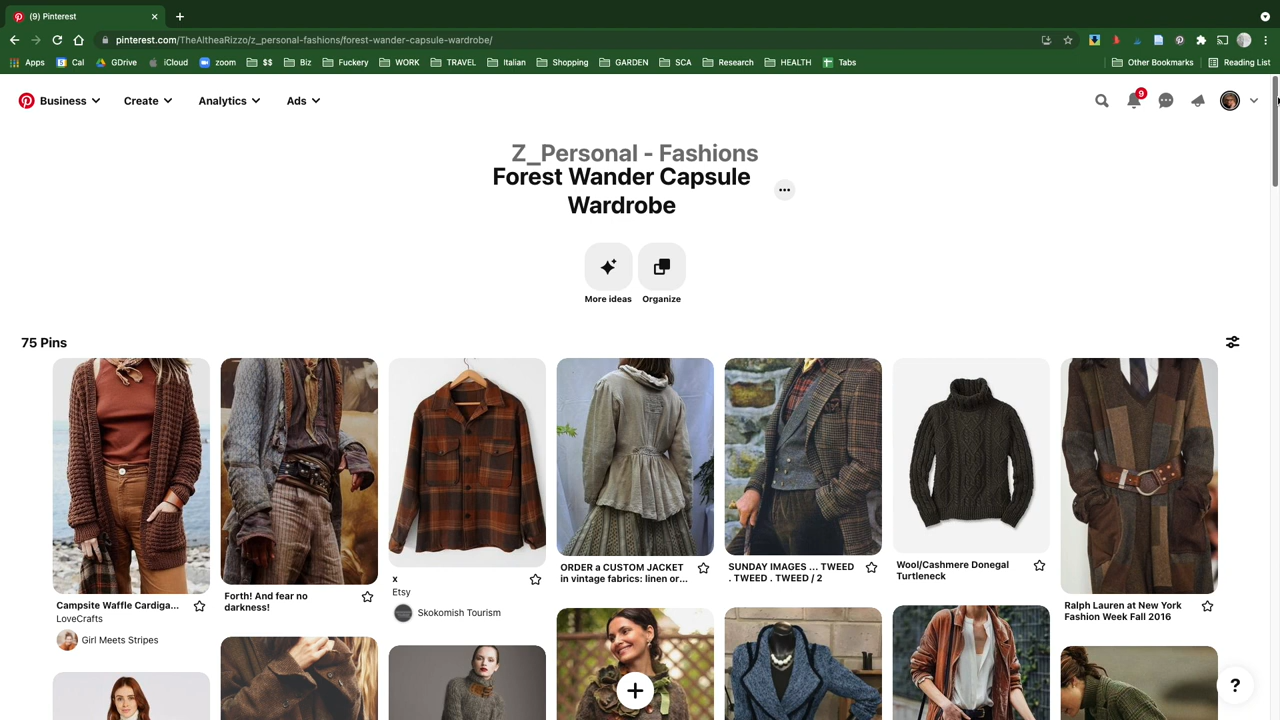 (9) Pinterest
pinterest.com/TheAltheaRizzo/z_personal-fashions/forest-wander-capsule-wardrobe/
Apps Cal GDrive iCloud zoom $$ Biz Fuckery WORK TRAVEL Italian Shopping GARDEN SCA Research HEALTH Tabs Other Bookmarks Reading List
Business Create Analytics Ads 9
Z_Personal - Fashions
Forest Wander Capsule
Wardrobe
More ideas Organize
75 Pins
Campsite Waffle Cardiga...
LoveCrafts
Girl Meets Stripes
Forth! And fear no
darkness!
x
Etsy
Skokomish Tourism
ORDER a CUSTOM JACKET
in vintage fabrics: linen or...
SUNDAY IMAGES ... TWEED
. TWEED . TWEED / 2
Wool/Cashmere Donegal
Turtleneck
Ralph Lauren at New York
Fashion Week Fall 2016
?